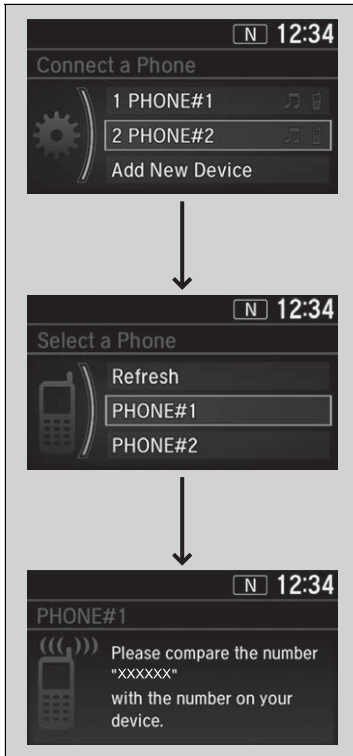 N 12:34
Connect a Phone
1 PHONE#1
2 PHONE#2
Add New Device
N 12:34
Select a Phone
Refresh
PHONE#1
PHONE#2
N 12:34
PHONE#1
Please compare the number
"XXXXXX"
with the number on your
device.